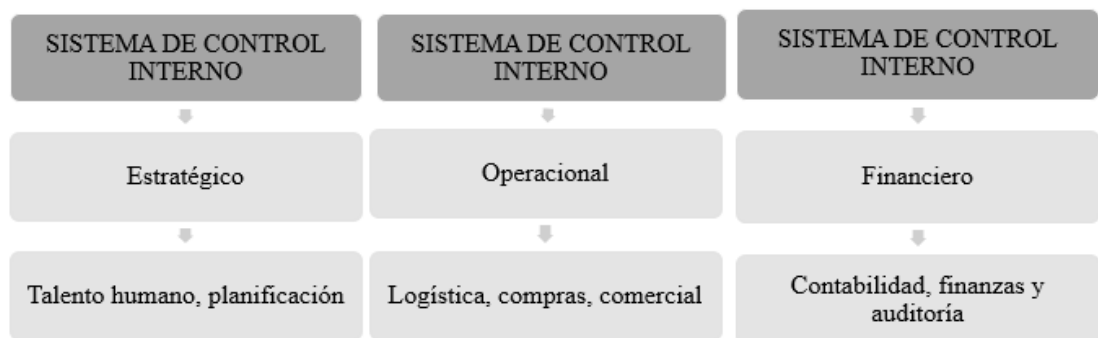 SISTEMA DE CONTROL
INTERNO
Estratégico
Talento humano, planificación
SISTEMA DE CONTROL
INTERNO
Operacional
Logística, compras, comercial
SISTEMA DE CONTROL
INTERNO
Financiero
Contabilidad, finanzas y
auditoría